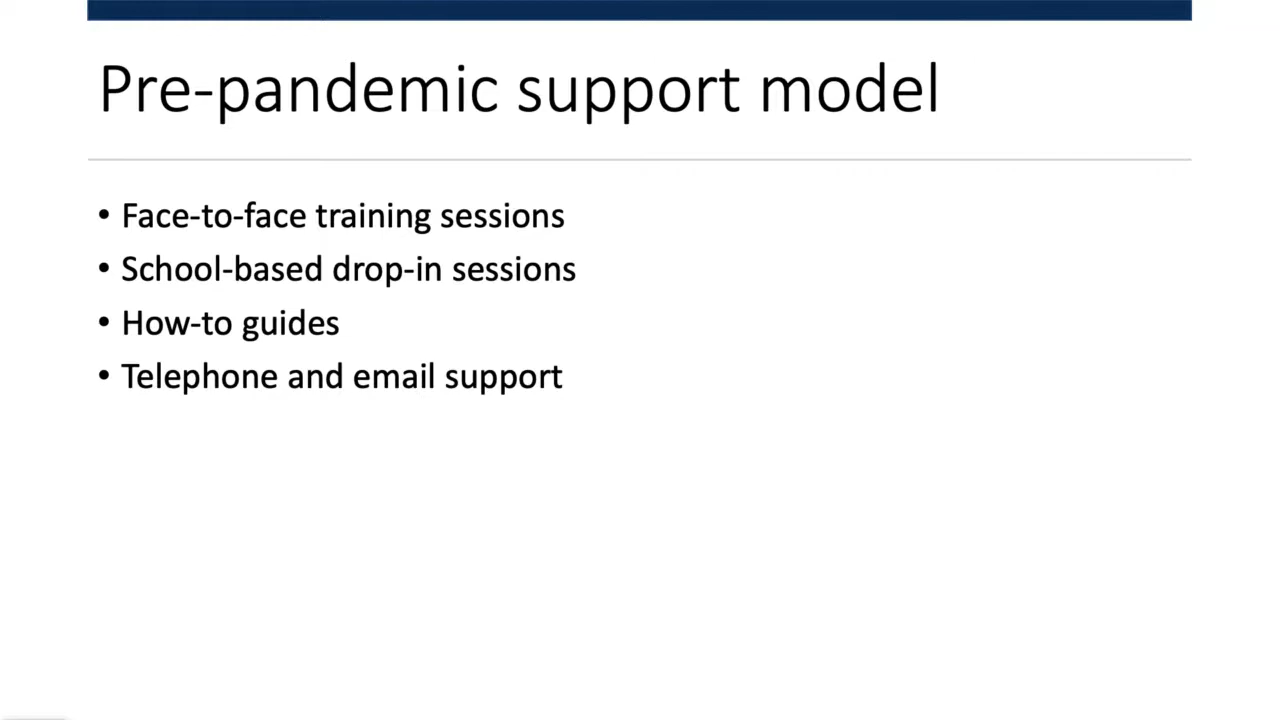 Pre-pandemic support model
• Face-to-face training sessions
• School-based drop-in sessions
• How-to guides
• Telephone and email support